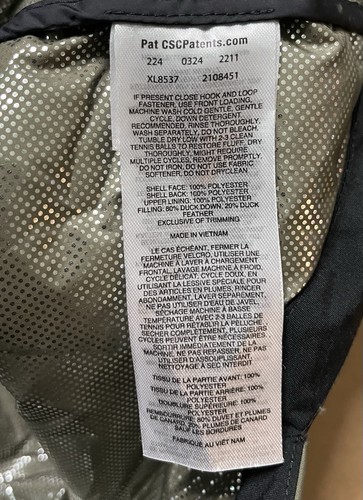 Pat CSCPatents.com
224 0324 2211
XL8537 2108451
IF PRESENT CLOSE HOOK AND LOOP
FASTENER, USE FRONT LOADING,
MACHINE WASH COLD GENTLE, GENTLE
CYCLE, DOWN DETERGENT
RECOMMENDED, RINSE THOROUGHLY,
WASH SEPARATELY, DO NOT BLEACH.
TUMBLE DRY LOW WITH 2-3 CLEAN
TENNIS BALLS TO RESTORE FLUFF, DRY
THOROUGHLY, MIGHT REQUIRE
MULTIPLE CYCLES, REMOVE PROMPTLY,
DO NOT IRON, DO NOT USE FABRIC
SOFTENER, DO NOT DRYCLEAN
SHELL FACE: 100% POLYESTER
SHELL BACK: 100% POLYESTER
UPPER LINING: 100% POLYESTER
FILLING: 80% DUCK DOWN, 20% DUCK
FEATHER
EXCLUSIVE OF TRIMMING
MADE IN VIETNAM
LE CAS ÉCHÉANT, FERMER LA
FERMETURE VELCRO, UTILISER UNE
MACHINE À LAVER À CHARGEMENT
FRONTAL, LAVAGE MACHINE À FROID,
CYCLE DÉLICAT, CYCLE DOUX, EN
UTILISANT LA LESSIVE SPÉCIALE POUR
DES ARTICLES EN PLUMES, RINCER
ABONDAMMENT, LAVER SÉPAREMENT,
NE PAS UTILISER D'EAU DE JAVEL.
SÉCHAGE MACHINE À BASSE
TEMPÉRATURE AVEC 2-3 BALLES DE
TENNIS POUR RÉTABLIR LA PELUCHE,
SÉCHER COMPLÈTEMENT, PLUSIEURS
CYCLES PEUVENT ÊTRE NÉCESSAIRES
SORTIR IMMÉDIATEMENT DE LA
MACHINE, NE PAS REPASSER, NE PAS
UTILISER D'ASSOUPLISSANT,
NETTOYAGE À SEC INTERDIT
TISSU DE LA PARTIE AVANT: 100%
POLYESTER
TISSU DE LA PARTIE ARRIÈRE: 100%
POLYESTER
DOUBLURE SUPÉRIEURE: 100%
POLYESTER
REMBOURRURE: 80% DUVET ET PLUMES
DE CANARD, 20% PLUMES DE CANARD
SAUF LES BORDURES
FABRIQUÉ AU VIET NAM